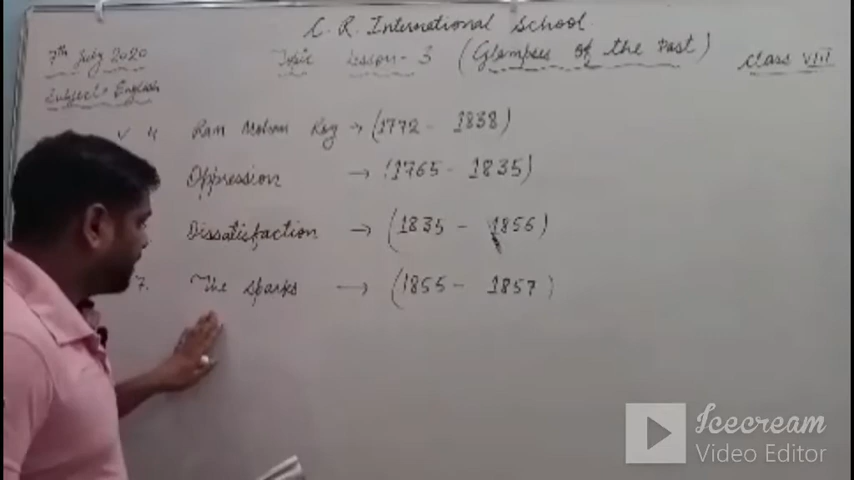 C. R. International School
7th July 2020 Topic Lesson - 3 (Glimpses of the Past) Class VIII
Subject - English
Ram Mohan Roy → (1772 - 1838)
Oppression → (1765 - 1835)
Dissatisfaction → (1835 - 1856)
7. The Sparks → (1855 - 1857)
Icecream
Video Editor